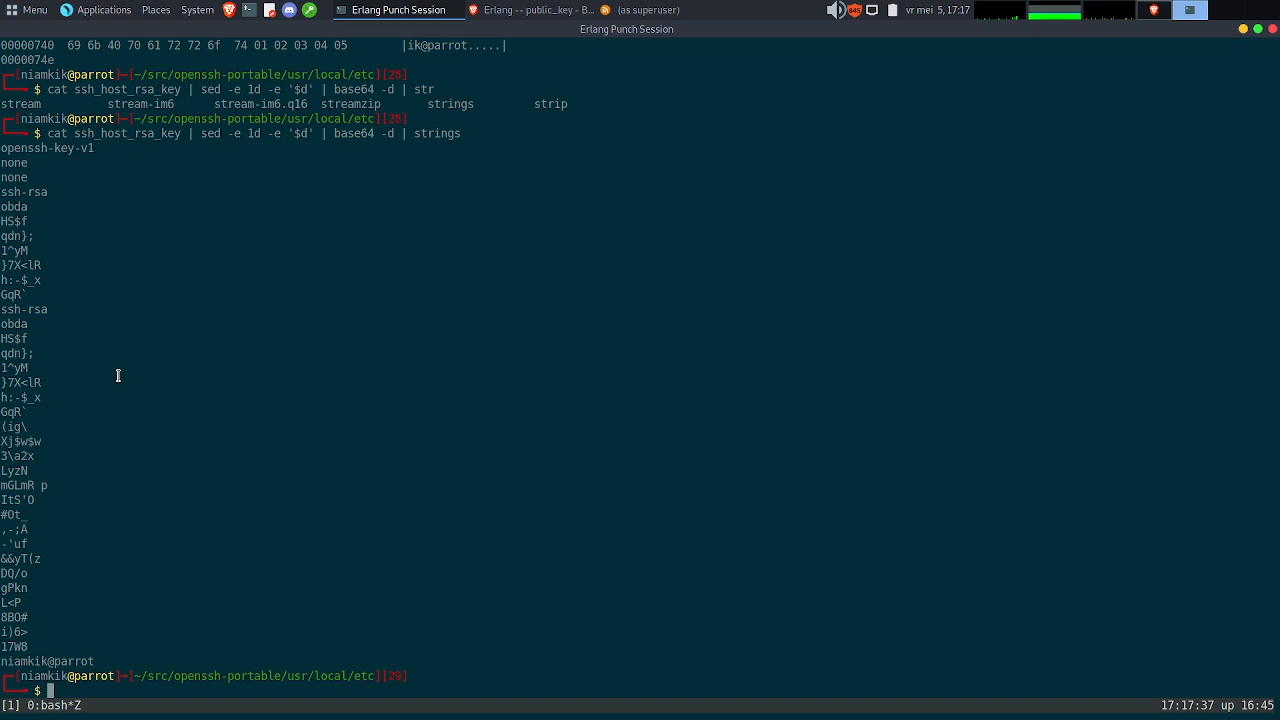 Menu Applications Places System Erlang Punch Session Erlang -- public_key - B... (as superuser) 645 vr mei 5, 17:17
Erlang Punch Session
00000740  69 6b 40 70 61 72 72 6f  74 01 02 03 04 05        |ik@parrot.....|
0000074e
[niamkik@parrot]─[~/src/openssh-portable/usr/local/etc][28]
$ cat ssh_host_rsa_key | sed -e 1d -e '$d' | base64 -d | str
stream          stream-im6      stream-im6.q16  streamzip       strings         strip
[niamkik@parrot]─[~/src/openssh-portable/usr/local/etc][28]
$ cat ssh_host_rsa_key | sed -e 1d -e '$d' | base64 -d | strings
openssh-key-v1
none
none
ssh-rsa
obda
HS$f
qdn};
1^yM
}7X<lR
h:-$_x
GqR`
ssh-rsa
obda
HS$f
qdn};
1^yM
}7X<lR
h:-$_x
GqR`
(ig\
Xj$w$w
3\a2x
LyzN
mGLmR p
ItS'O
#Ot_
,-;A
-'uf
&&yT(z
DQ/o
gPkn
L<P
8BO#
i)6>
17W8
niamkik@parrot
[niamkik@parrot]─[~/src/openssh-portable/usr/local/etc][29]
$
[1] 0:bash*Z 17:17:37 up 16:45